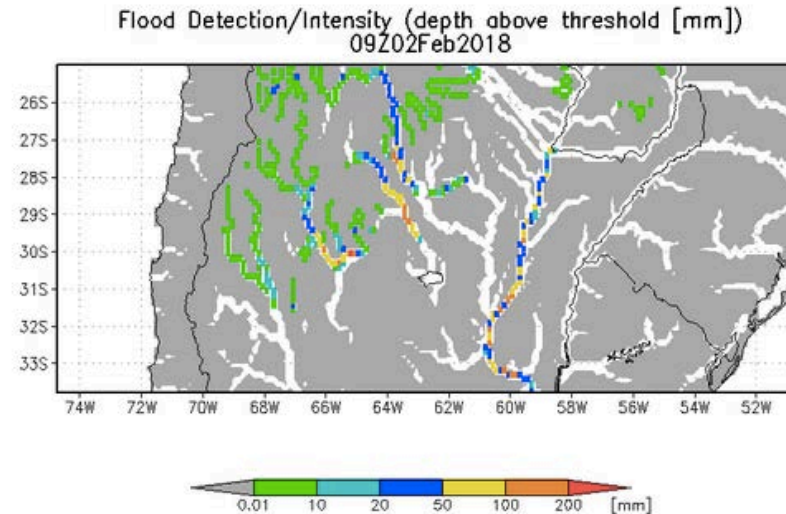 Flood Detection/Intensity (depth above threshold [mm])
09Z02Feb2018
26S
27S
28S
29S
30S
31S
32S
33S
74W 72W 70W 68W 66W 64W 62W 60W 58W 56W 54W 52W
0.01 10 20 50 100 200 [mm]